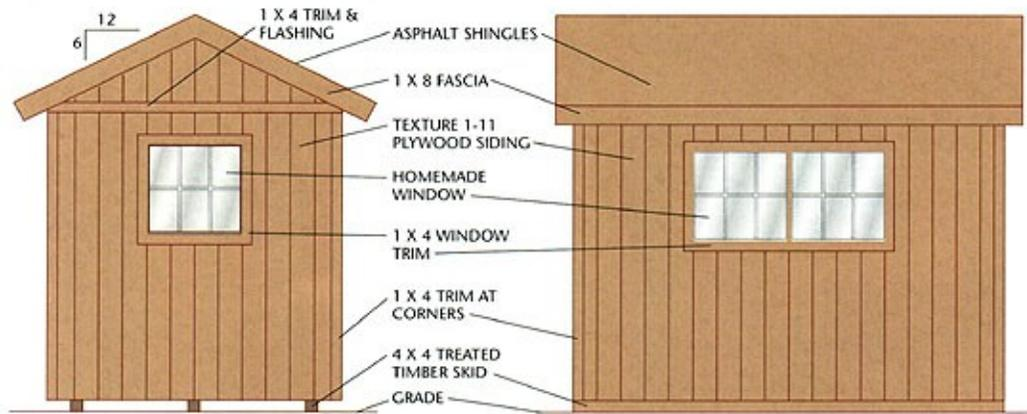 12
6
1 X 4 TRIM &
FLASHING
ASPHALT SHINGLES
1 X 8 FASCIA
TEXTURE 1-11
PLYWOOD SIDING
HOMEMADE
WINDOW
1 X 4 WINDOW
TRIM
1 X 4 TRIM AT
CORNERS
4 X 4 TREATED
TIMBER SKID
GRADE